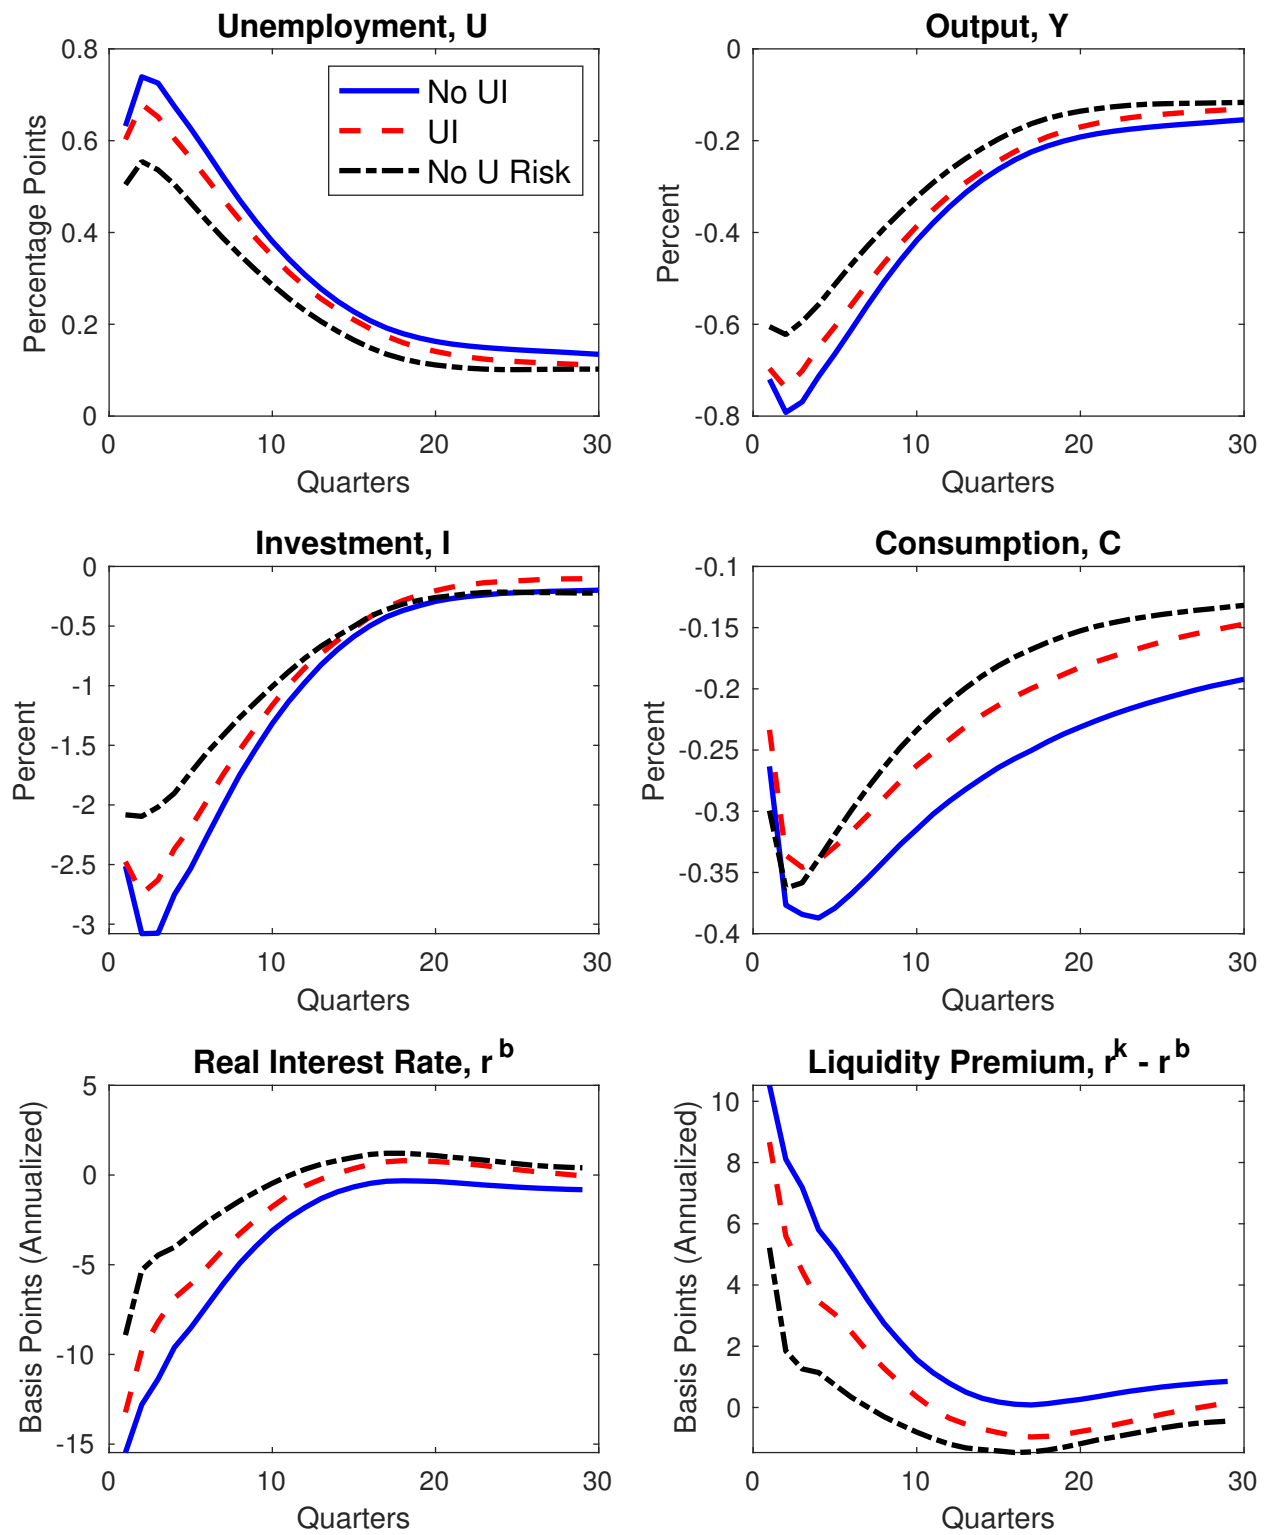 Unemployment, U
0.8
0.6
0.4
0.2
0
0
10
20
30
Percentage Points
Quarters
No UI
UI
No U Risk
Output, Y
0
-0.2
-0.4
-0.6
-0.8
0
10
20
30
Percent
Quarters
Investment, I
0
-0.5
-1
-1.5
-2
-2.5
-3
0
10
20
30
Percent
Quarters
Consumption, C
-0.1
-0.15
-0.2
-0.25
-0.3
-0.35
-0.4
0
10
20
30
Percent
Quarters
Real Interest Rate, r^b
5
0
-5
-10
-15
0
10
20
30
Basis Points (Annualized)
Quarters
Liquidity Premium, r^k - r^b
10
8
6
4
2
0
0
10
20
30
Basis Points (Annualized)
Quarters